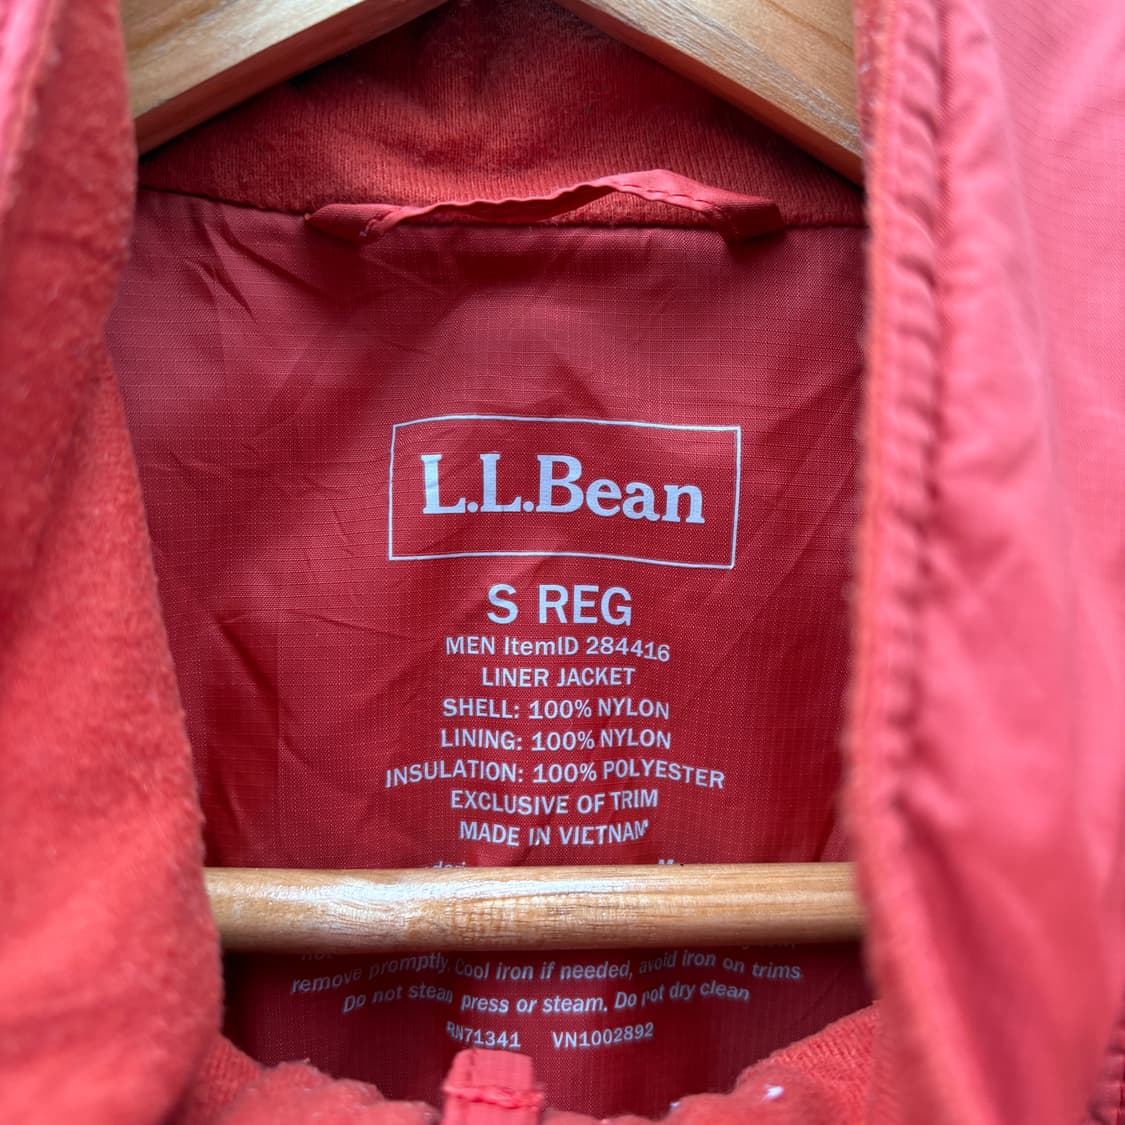 L.L.Bean
S REG
MEN ItemID 284416
LINER JACKET
SHELL: 100% NYLON
LINING: 100% NYLON
INSULATION: 100% POLYESTER
EXCLUSIVE OF TRIM
MADE IN VIETNAM
remove promptly. Cool iron if needed, avoid iron on trims.
Do not steam press or steam. Do not dry clean
RN71341 VN1002892